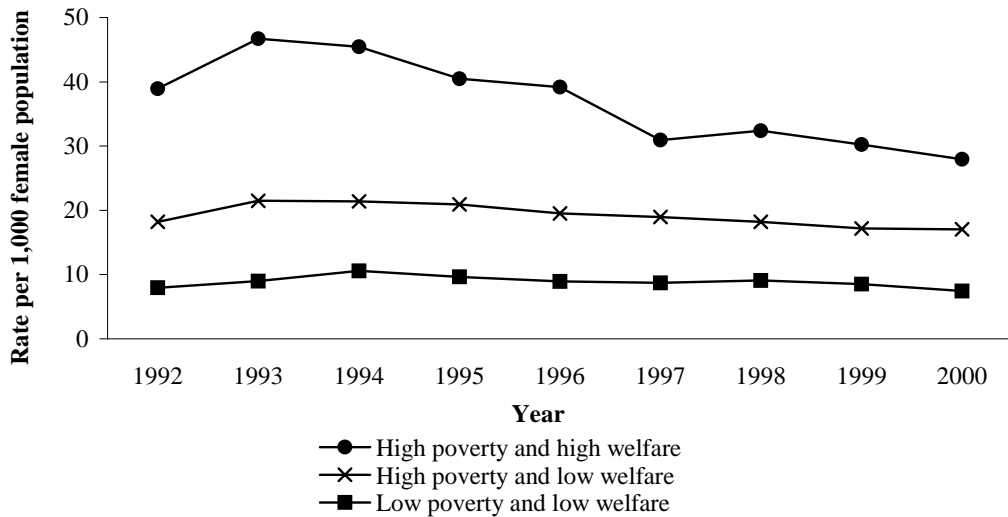 Rate per 1,000 female population
50
40
30
20
10
0
1992 1993 1994 1995 1996 1997 1998 1999 2000
Year
High poverty and high welfare
High poverty and low welfare
Low poverty and low welfare